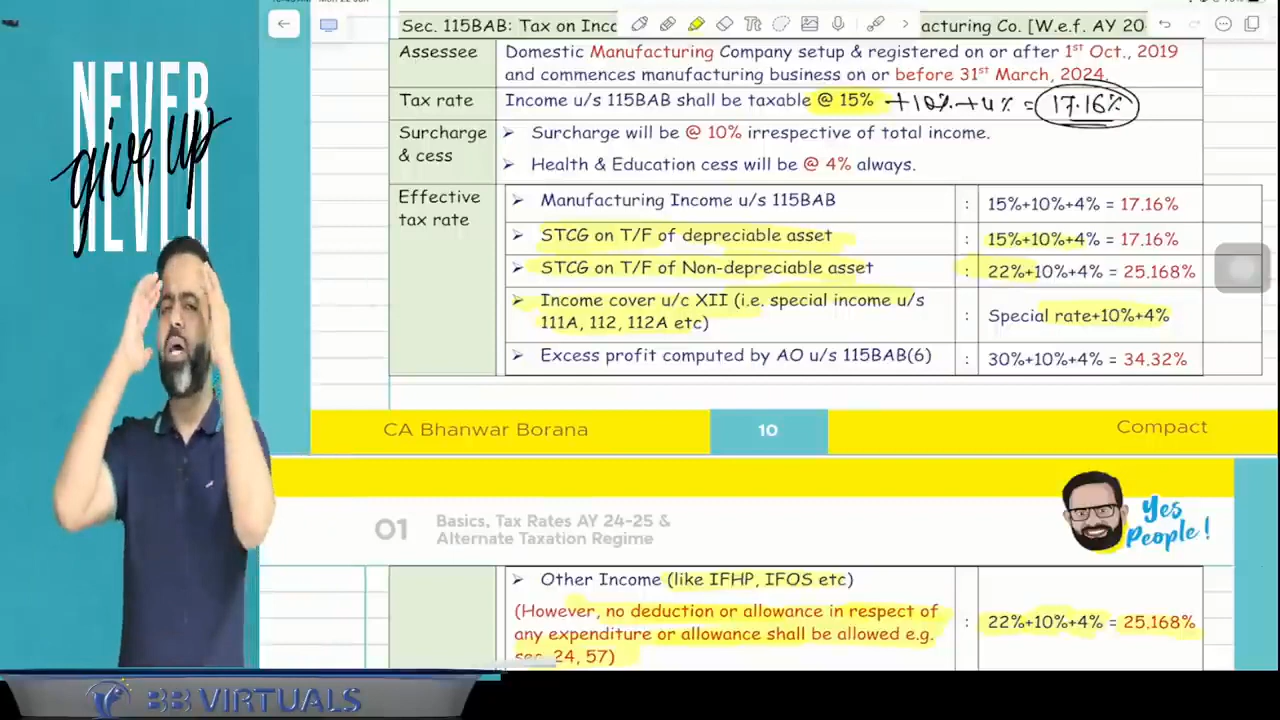 NEVER
give up
NEVER
Sec. 115BAB: Tax on Inco
acturing Co. [W.e.f. AY 20
Assessee
Domestic Manufacturing Company setup & registered on or after 1st Oct., 2019
and commences manufacturing business on or before 31st March, 2024.
Tax rate
Income u/s 115BAB shall be taxable @ 15% +10%+4% = 17.16%
Surcharge
& cess
➢ Surcharge will be @ 10% irrespective of total income.
➢ Health & Education cess will be @ 4% always.
Effective
tax rate
➢ Manufacturing Income u/s 115BAB : 15%+10%+4% = 17.16%
➢ STCG on T/F of depreciable asset : 15%+10%+4% = 17.16%
➢ STCG on T/F of Non-depreciable asset : 22%+10%+4% = 25.168%
➢ Income cover u/c XII (i.e. special income u/s
111A, 112, 112A etc) : Special rate+10%+4%
➢ Excess profit computed by AO u/s 115BAB(6) : 30%+10%+4% = 34.32%
CA Bhanwar Borana 10 Compact
01
Basics, Tax Rates AY 24-25 &
Alternate Taxation Regime
Yes
People!
➢ Other Income (like IFHP, IFOS etc)
(However, no deduction or allowance in respect of
any expenditure or allowance shall be allowed e.g.
sec. 24, 57)
: 22%+10%+4% = 25.168%
BB VIRTUALS